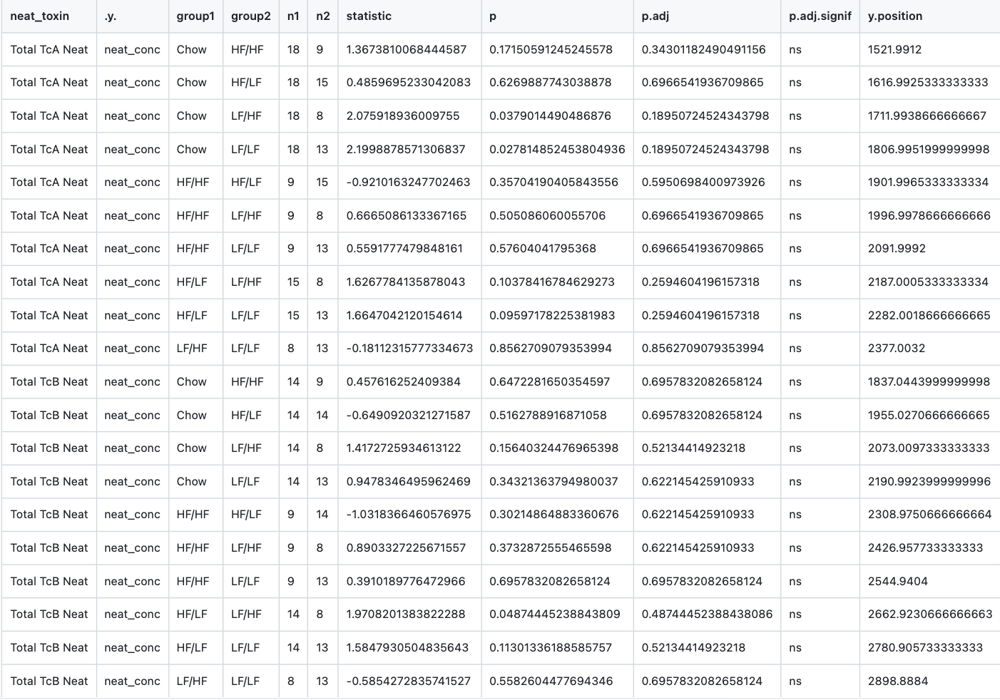 neat_toxin .y. group1 group2 n1 n2 statistic p p.adj p.adj.signif y.position
Total TcA Neat neat_conc Chow HF/HF 18 9 1.3673810068444587 0.17150591245245578 0.34301182490491156 ns 1521.9912
Total TcA Neat neat_conc Chow HF/LF 18 15 0.4859695233042083 0.6269887743038878 0.6966541936709865 ns 1616.9925333333333
Total TcA Neat neat_conc Chow LF/HF 18 8 2.075918936009755 0.0379014490486876 0.18950724524343798 ns 1711.9938666666667
Total TcA Neat neat_conc Chow LF/LF 18 13 2.1998878571306837 0.027814852453804936 0.18950724524343798 ns 1806.9951999999998
Total TcA Neat neat_conc HF/HF HF/LF 9 15 -0.9210163247702463 0.35704190405843556 0.5950698400973926 ns 1901.9965333333334
Total TcA Neat neat_conc HF/HF LF/HF 9 8 0.6665086133367165 0.505086060055706 0.6966541936709865 ns 1996.9978666666666
Total TcA Neat neat_conc HF/HF LF/LF 9 13 0.5591777479848161 0.57604041795368 0.6966541936709865 ns 2091.9992
Total TcA Neat neat_conc HF/LF LF/HF 15 8 1.6267784135878043 0.10378416784629273 0.2594604196157318 ns 2187.0005333333334
Total TcA Neat neat_conc HF/LF LF/LF 15 13 1.6647042120154614 0.09597178225381983 0.2594604196157318 ns 2282.0018666666665
Total TcA Neat neat_conc LF/HF LF/LF 8 13 -0.18112315777334673 0.8562709079353994 0.8562709079353994 ns 2377.0032
Total TcB Neat neat_conc Chow HF/HF 14 9 0.457616252409384 0.6472281650354597 0.6957832082658124 ns 1837.0443999999998
Total TcB Neat neat_conc Chow HF/LF 14 14 -0.6490920321271587 0.5162788916871058 0.6957832082658124 ns 1955.0270666666665
Total TcB Neat neat_conc Chow LF/HF 14 8 1.4172725934613122 0.15640324476965398 0.52134414923218 ns 2073.0097333333333
Total TcB Neat neat_conc Chow LF/LF 14 13 0.9478346495962469 0.34321363794980037 0.622145425910933 ns 2190.9923999999996
Total TcB Neat neat_conc HF/HF HF/LF 9 14 -1.0318366460576975 0.30214864883360676 0.622145425910933 ns 2308.9750666666664
Total TcB Neat neat_conc HF/HF LF/HF 9 8 0.8903327225671557 0.3732872555465598 0.622145425910933 ns 2426.957733333333
Total TcB Neat neat_conc HF/HF LF/LF 9 13 0.3910189776472966 0.6957832082658124 0.6957832082658124 ns 2544.9404
Total TcB Neat neat_conc HF/LF LF/HF 14 8 1.9708201383822288 0.04874445238843809 0.48744452388438086 ns 2662.9230666666663
Total TcB Neat neat_conc HF/LF LF/LF 14 13 1.5847930504835643 0.11301336188585757 0.52134414923218 ns 2780.905733333333
Total TcB Neat neat_conc LF/HF LF/LF 8 13 -0.5854272835741527 0.5582604477694346 0.6957832082658124 ns 2898.8884